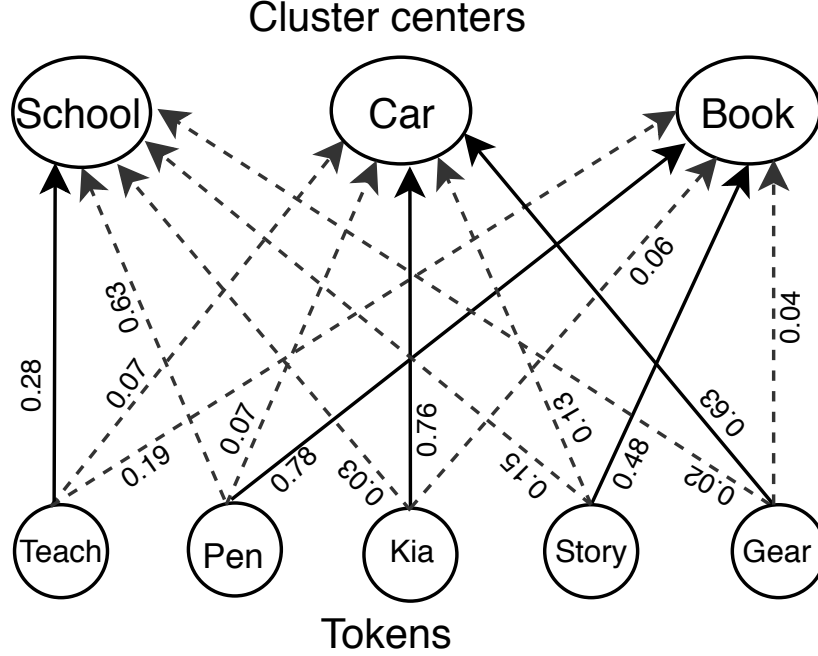 Cluster centers
School
Car
Book
0.63
0.06
0.04
0.28
0.07
0.07
0.76
0.13
0.63
0.19
0.78
0.03
0.15
0.48
0.02
Teach
Pen
Kia
Story
Gear
Tokens